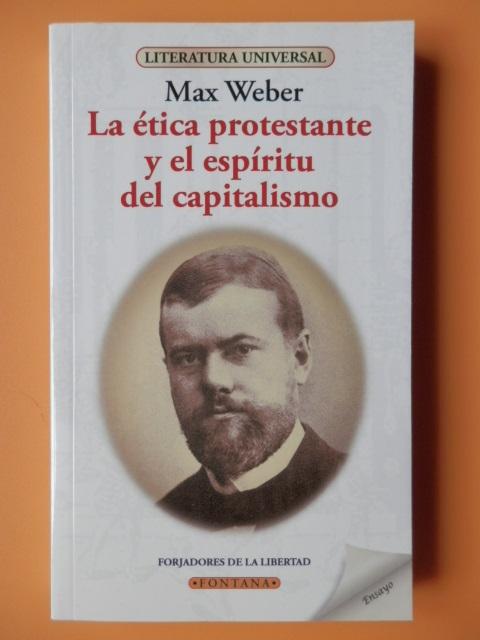 LITERATURA UNIVERSAL
Max Weber
La ética protestante
y el espíritu
del capitalismo
FORJADORES DE LA LIBERTAD
•FONTANA•
Ensayo